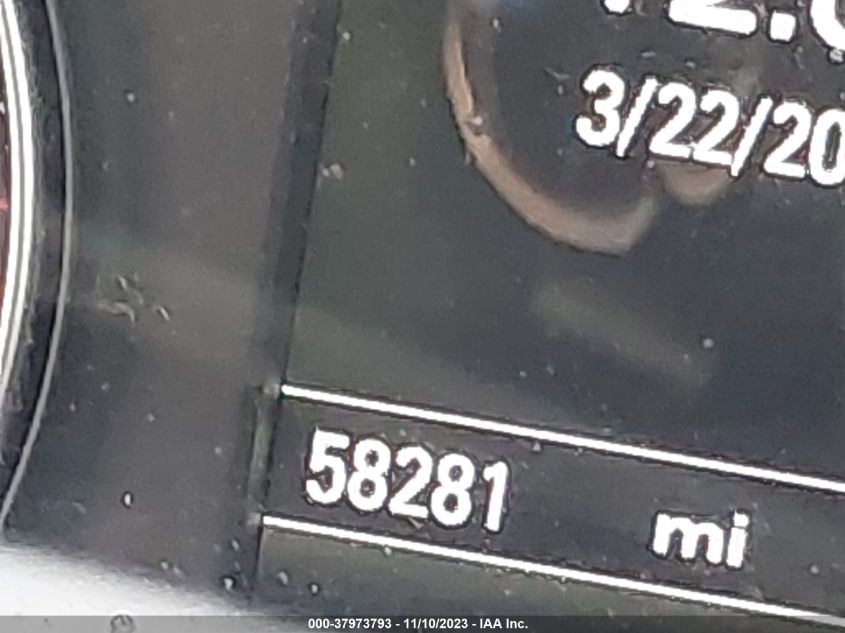 3/22/20
58281 mi
000-37973793 - 11/10/2023 - IAA Inc.